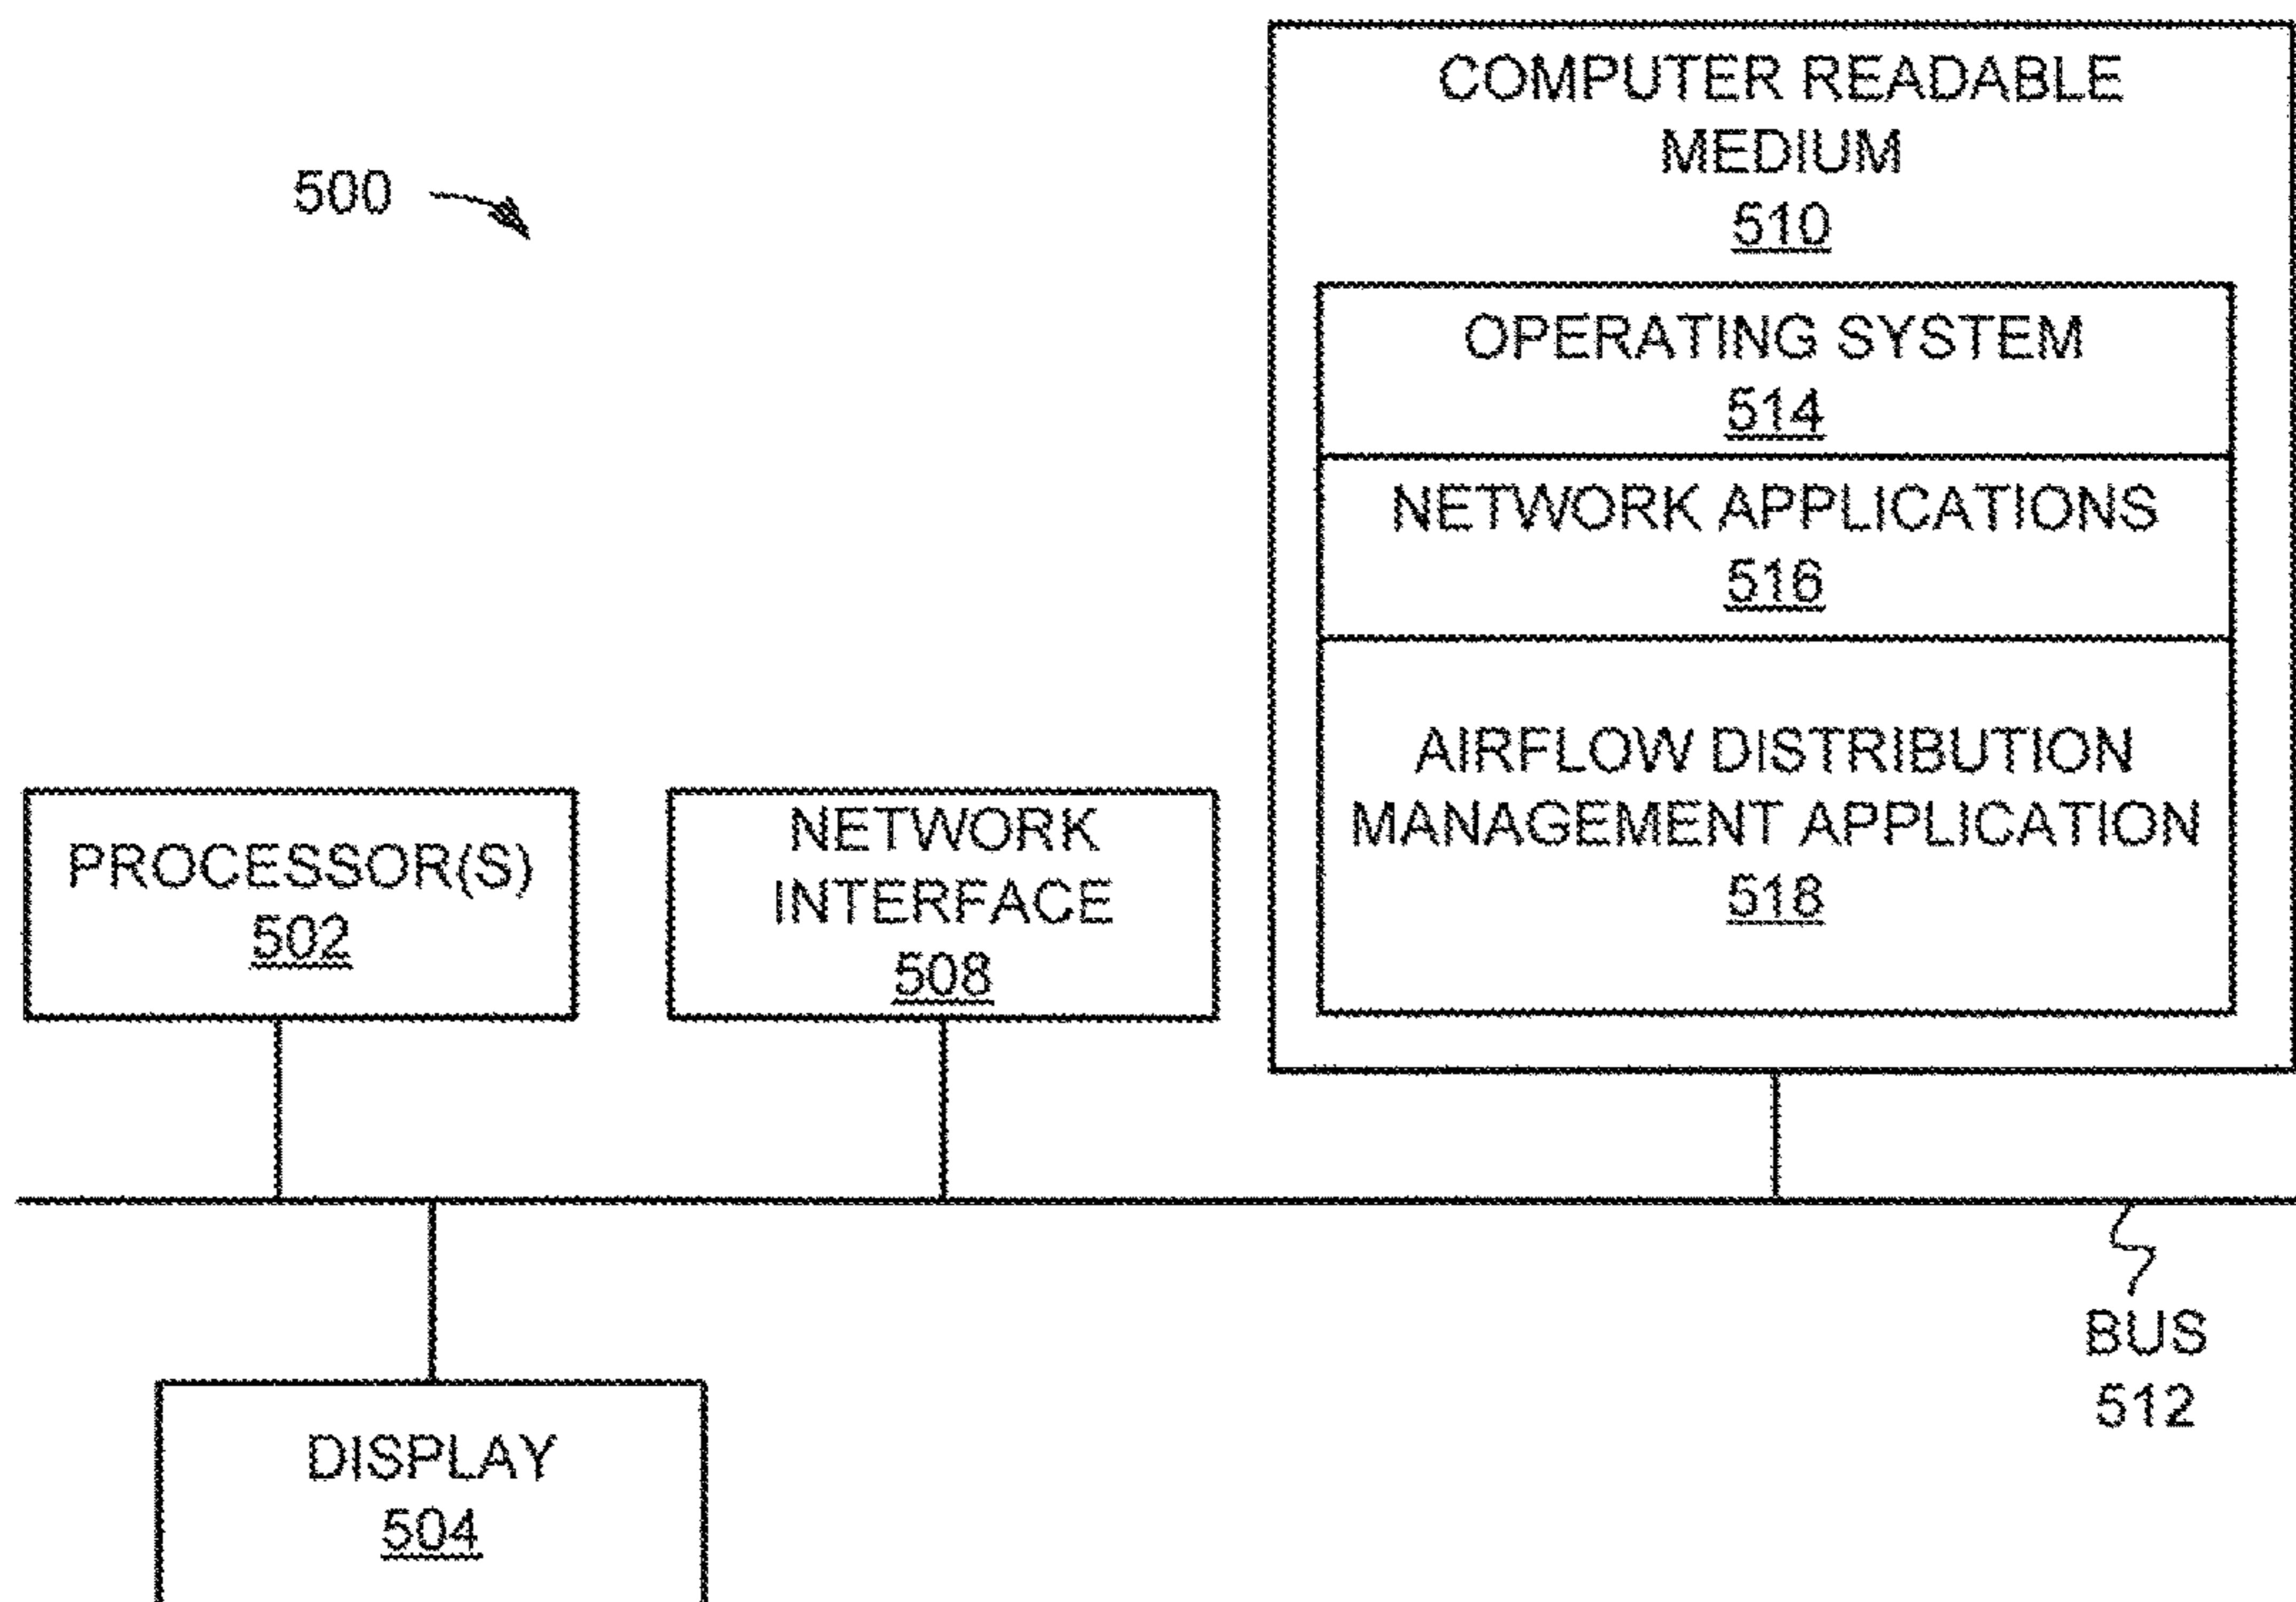 500
COMPUTER READABLE
MEDIUM
510
OPERATING SYSTEM
514
NETWORK APPLICATIONS
516
AIRFLOW DISTRIBUTION
MANAGEMENT APPLICATION
518
PROCESSOR(S)
502
NETWORK
INTERFACE
508
BUS
512
DISPLAY
504